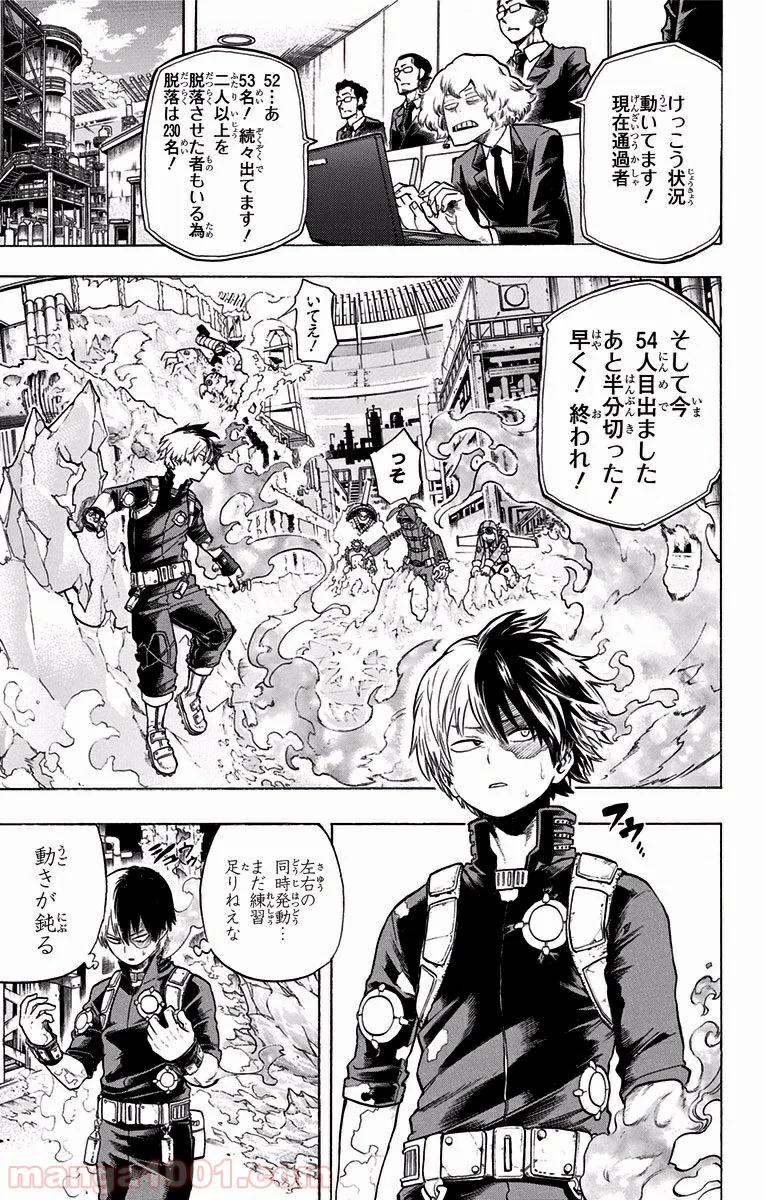 けっこう状況
動いてます！
現在通過者
52…あ
53名！続々出てます！
二人以上を
脱落させた者もいる為
脱落は230名！
そして今
54人目出ました
あと半分切った！
早く！終われ！
いてえ！
つそ
左右の
同時発動…
まだ練習
足りねえな
動きが鈍る
manga1001.com